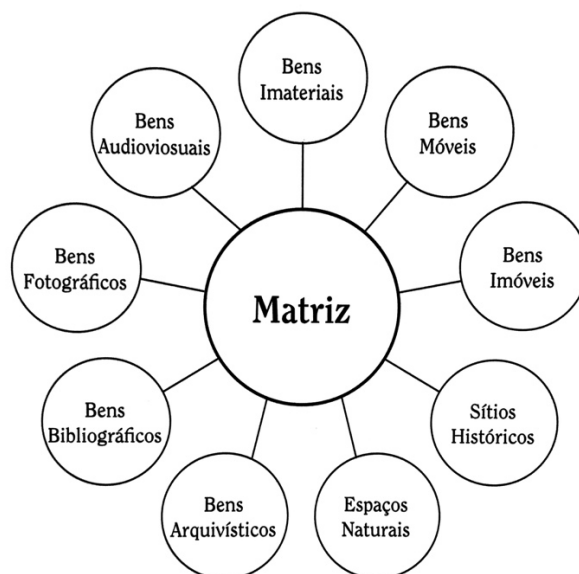 Bens
Imateriais
Bens
Móveis
Bens
Imóveis
Sítios
Históricos
Espaços
Naturais
Bens
Arquivísticos
Bens
Bibliográficos
Bens
Fotográficos
Bens
Audioviosuais
Matriz